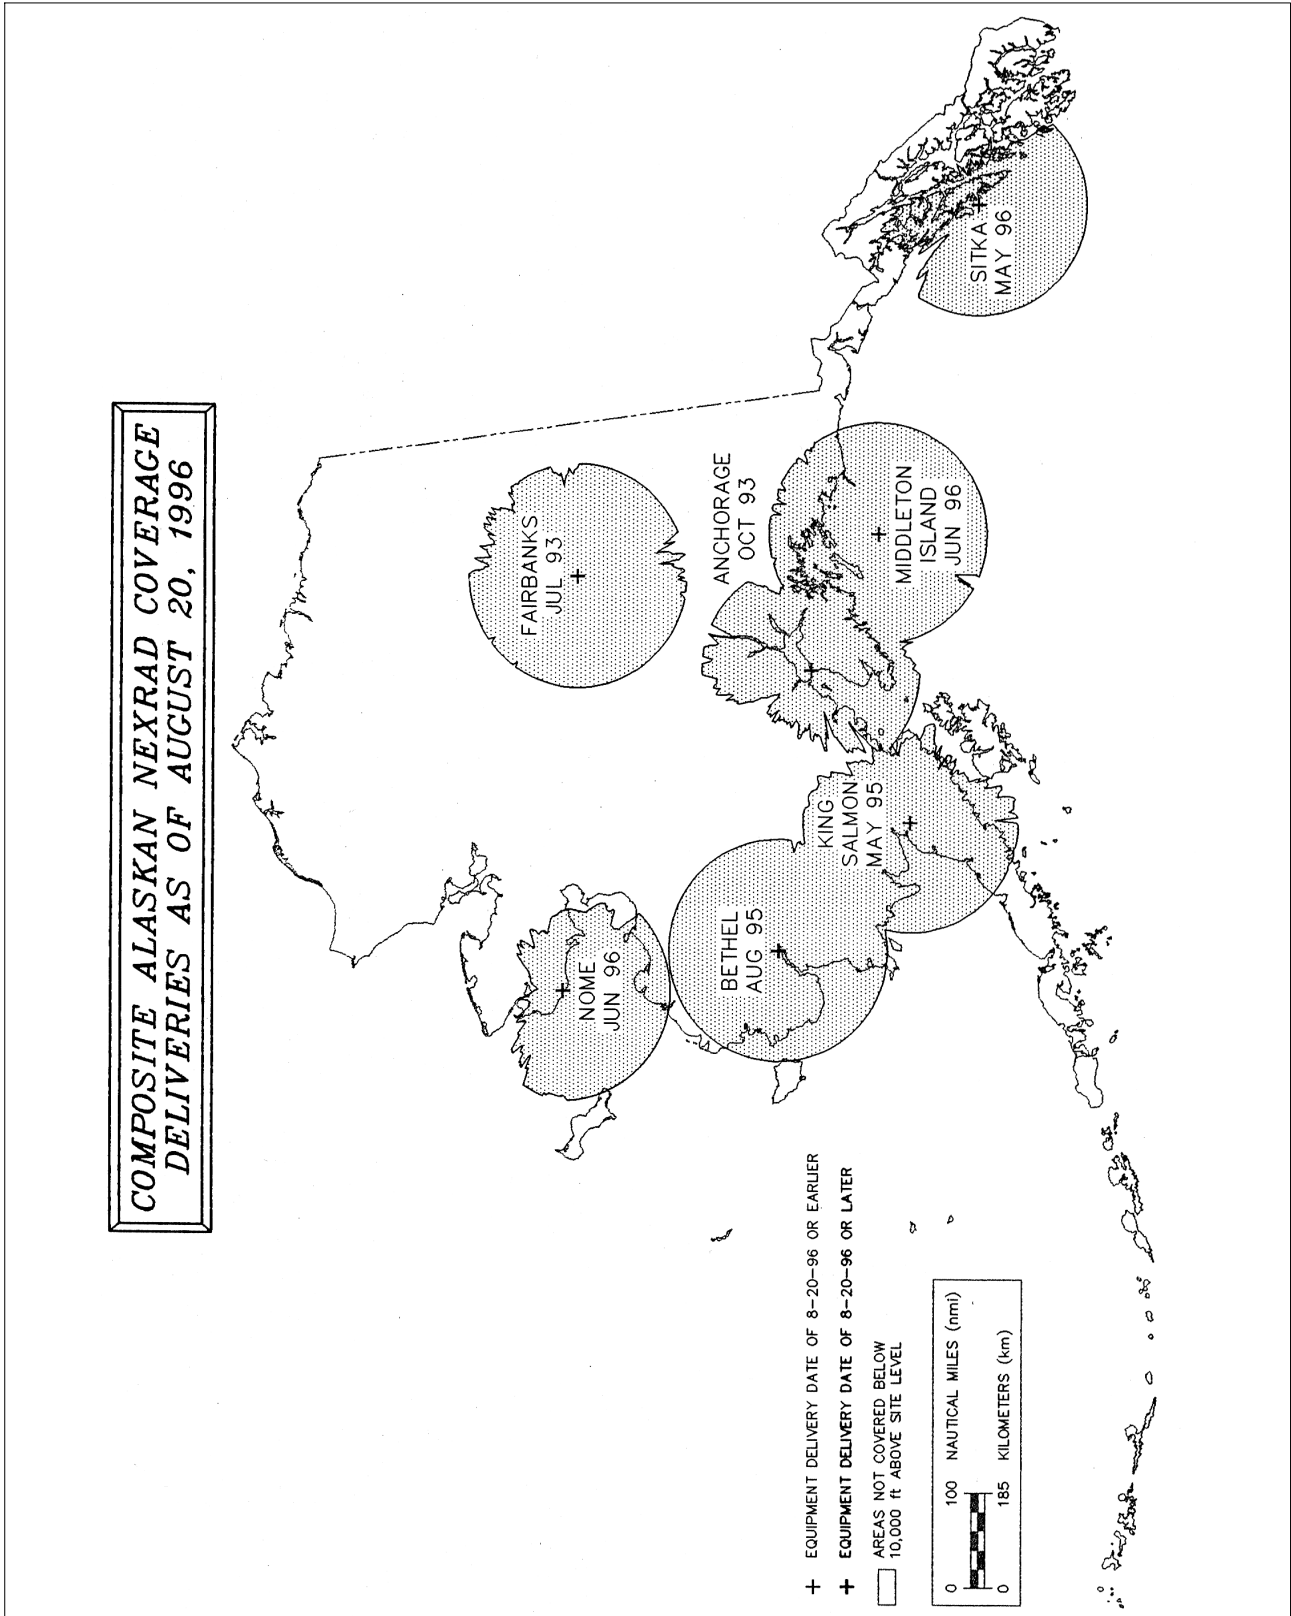 COMPOSITE ALASKAN NEXRAD COVERAGE
DELIVERIES AS OF AUGUST 20, 1996
FAIRBANKS
JUL 93
NOME
JUN 96
ANCHORAGE
OCT 93
BETHEL
AUG 95
KING
SALMON
MAY 95
MIDDLETON
ISLAND
JUN 96
SITKA
MAY 96
+ EQUIPMENT DELIVERY DATE OF 8-20-96 OR EARLIER
+ EQUIPMENT DELIVERY DATE OF 8-20-96 OR LATER
AREAS NOT COVERED BELOW
10,000 ft ABOVE SITE LEVEL
0 100 NAUTICAL MILES (nmi)
0 185 KILOMETERS (km)